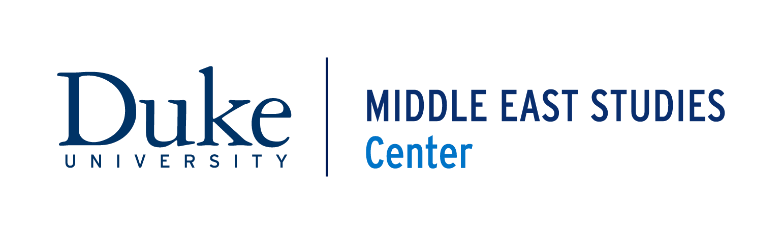 Duke
UNIVERSITY
MIDDLE EAST STUDIES
Center